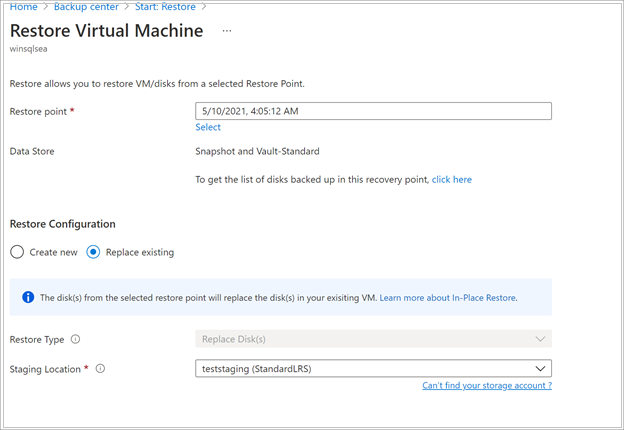 Home > Backup center > Start: Restore >
Restore Virtual Machine ...
winsqlsea
Restore allows you to restore VM/disks from a selected Restore Point.
Restore point * 5/10/2021, 4:05:12 AM
Select
Data Store Snapshot and Vault-Standard
To get the list of disks backed up in this recovery point, click here
Restore Configuration
Create new Replace existing
The disk(s) from the selected restore point will replace the disk(s) in your exisiting VM. Learn more about In-Place Restore.
Restore Type Replace Disk(s)
Staging Location * teststaging (StandardLRS)
Can't find your storage account ?